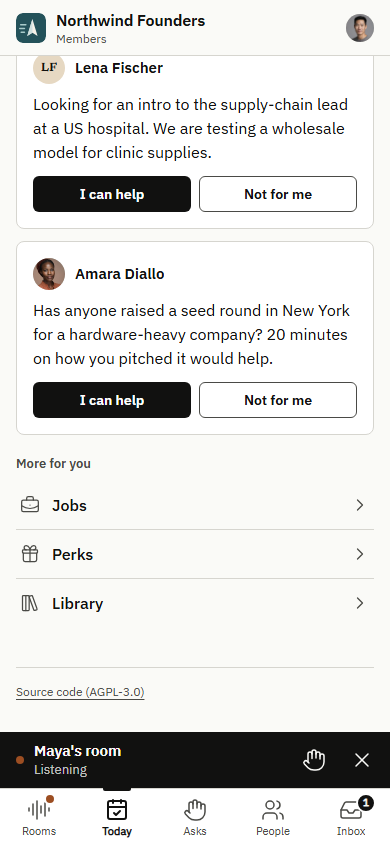 Northwind Founders
Members
LF
Lena Fischer
Looking for an intro to the supply-chain lead
at a US hospital. We are testing a wholesale
model for clinic supplies.
I can help
Not for me
Amara Diallo
Has anyone raised a seed round in New York
for a hardware-heavy company? 20 minutes
on how you pitched it would help.
I can help
Not for me
More for you
Jobs
Perks
Library
Source code (AGPL-3.0)
Maya's room
Listening
1
Rooms
Today
Asks
People
Inbox